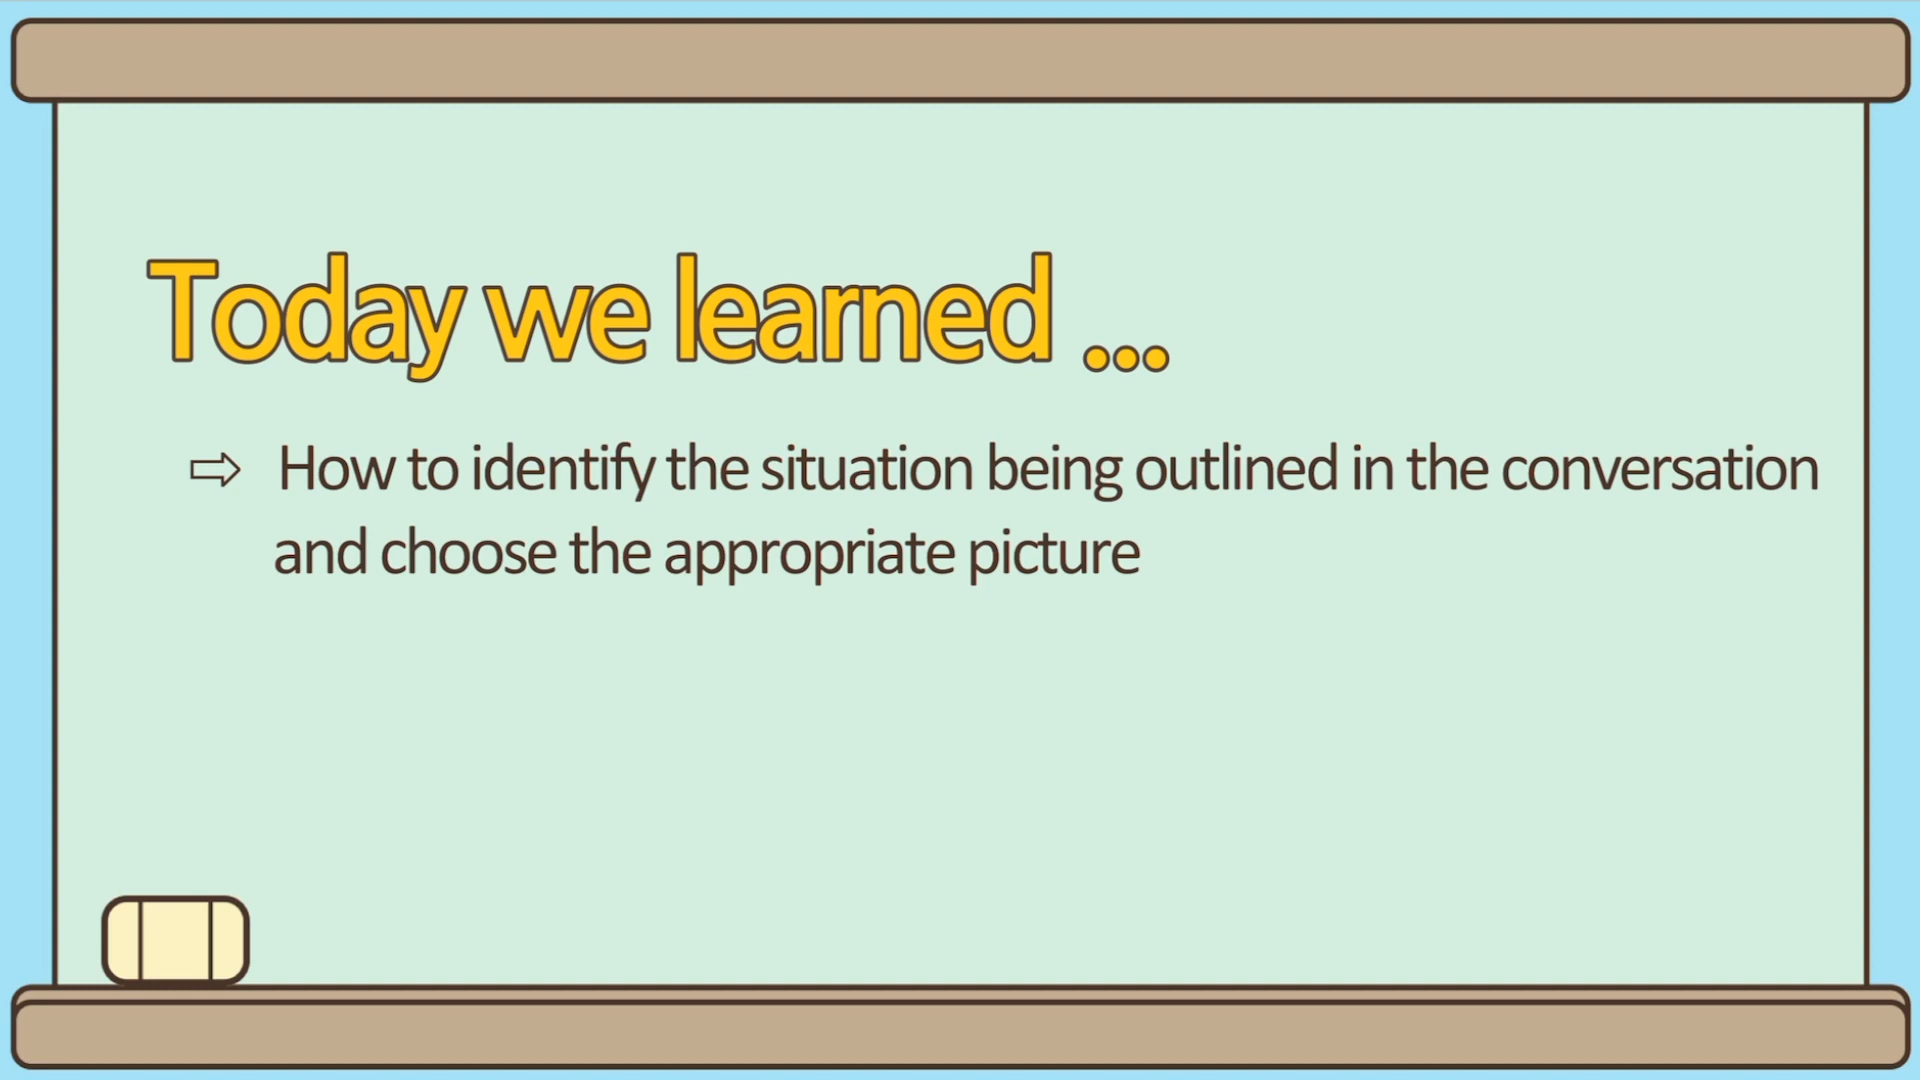 Today we learned ...
⇨ How to identify the situation being outlined in the conversation
and choose the appropriate picture